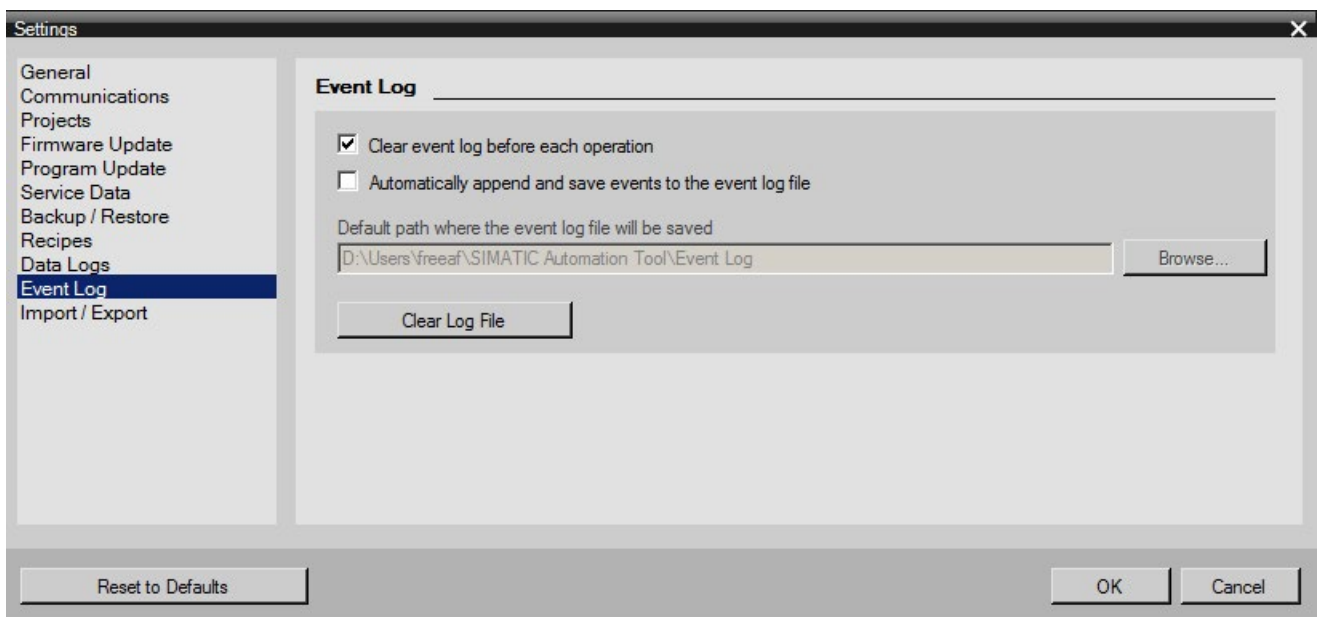 Settings
General
Communications
Projects
Firmware Update
Program Update
Service Data
Backup / Restore
Recipes
Data Logs
Event Log
Import / Export
Event Log
Clear event log before each operation
Automatically append and save events to the event log file
Default path where the event log file will be saved
D:\Users\freeaf\SIMATIC Automation Tool\Event Log
Browse...
Clear Log File
Reset to Defaults
OK
Cancel